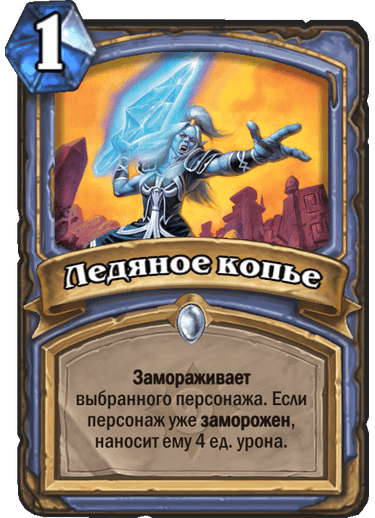 1
Ледяное копье
Замораживает
выбранного персонажа. Если
персонаж уже заморожен,
наносит ему 4 ед. урона.